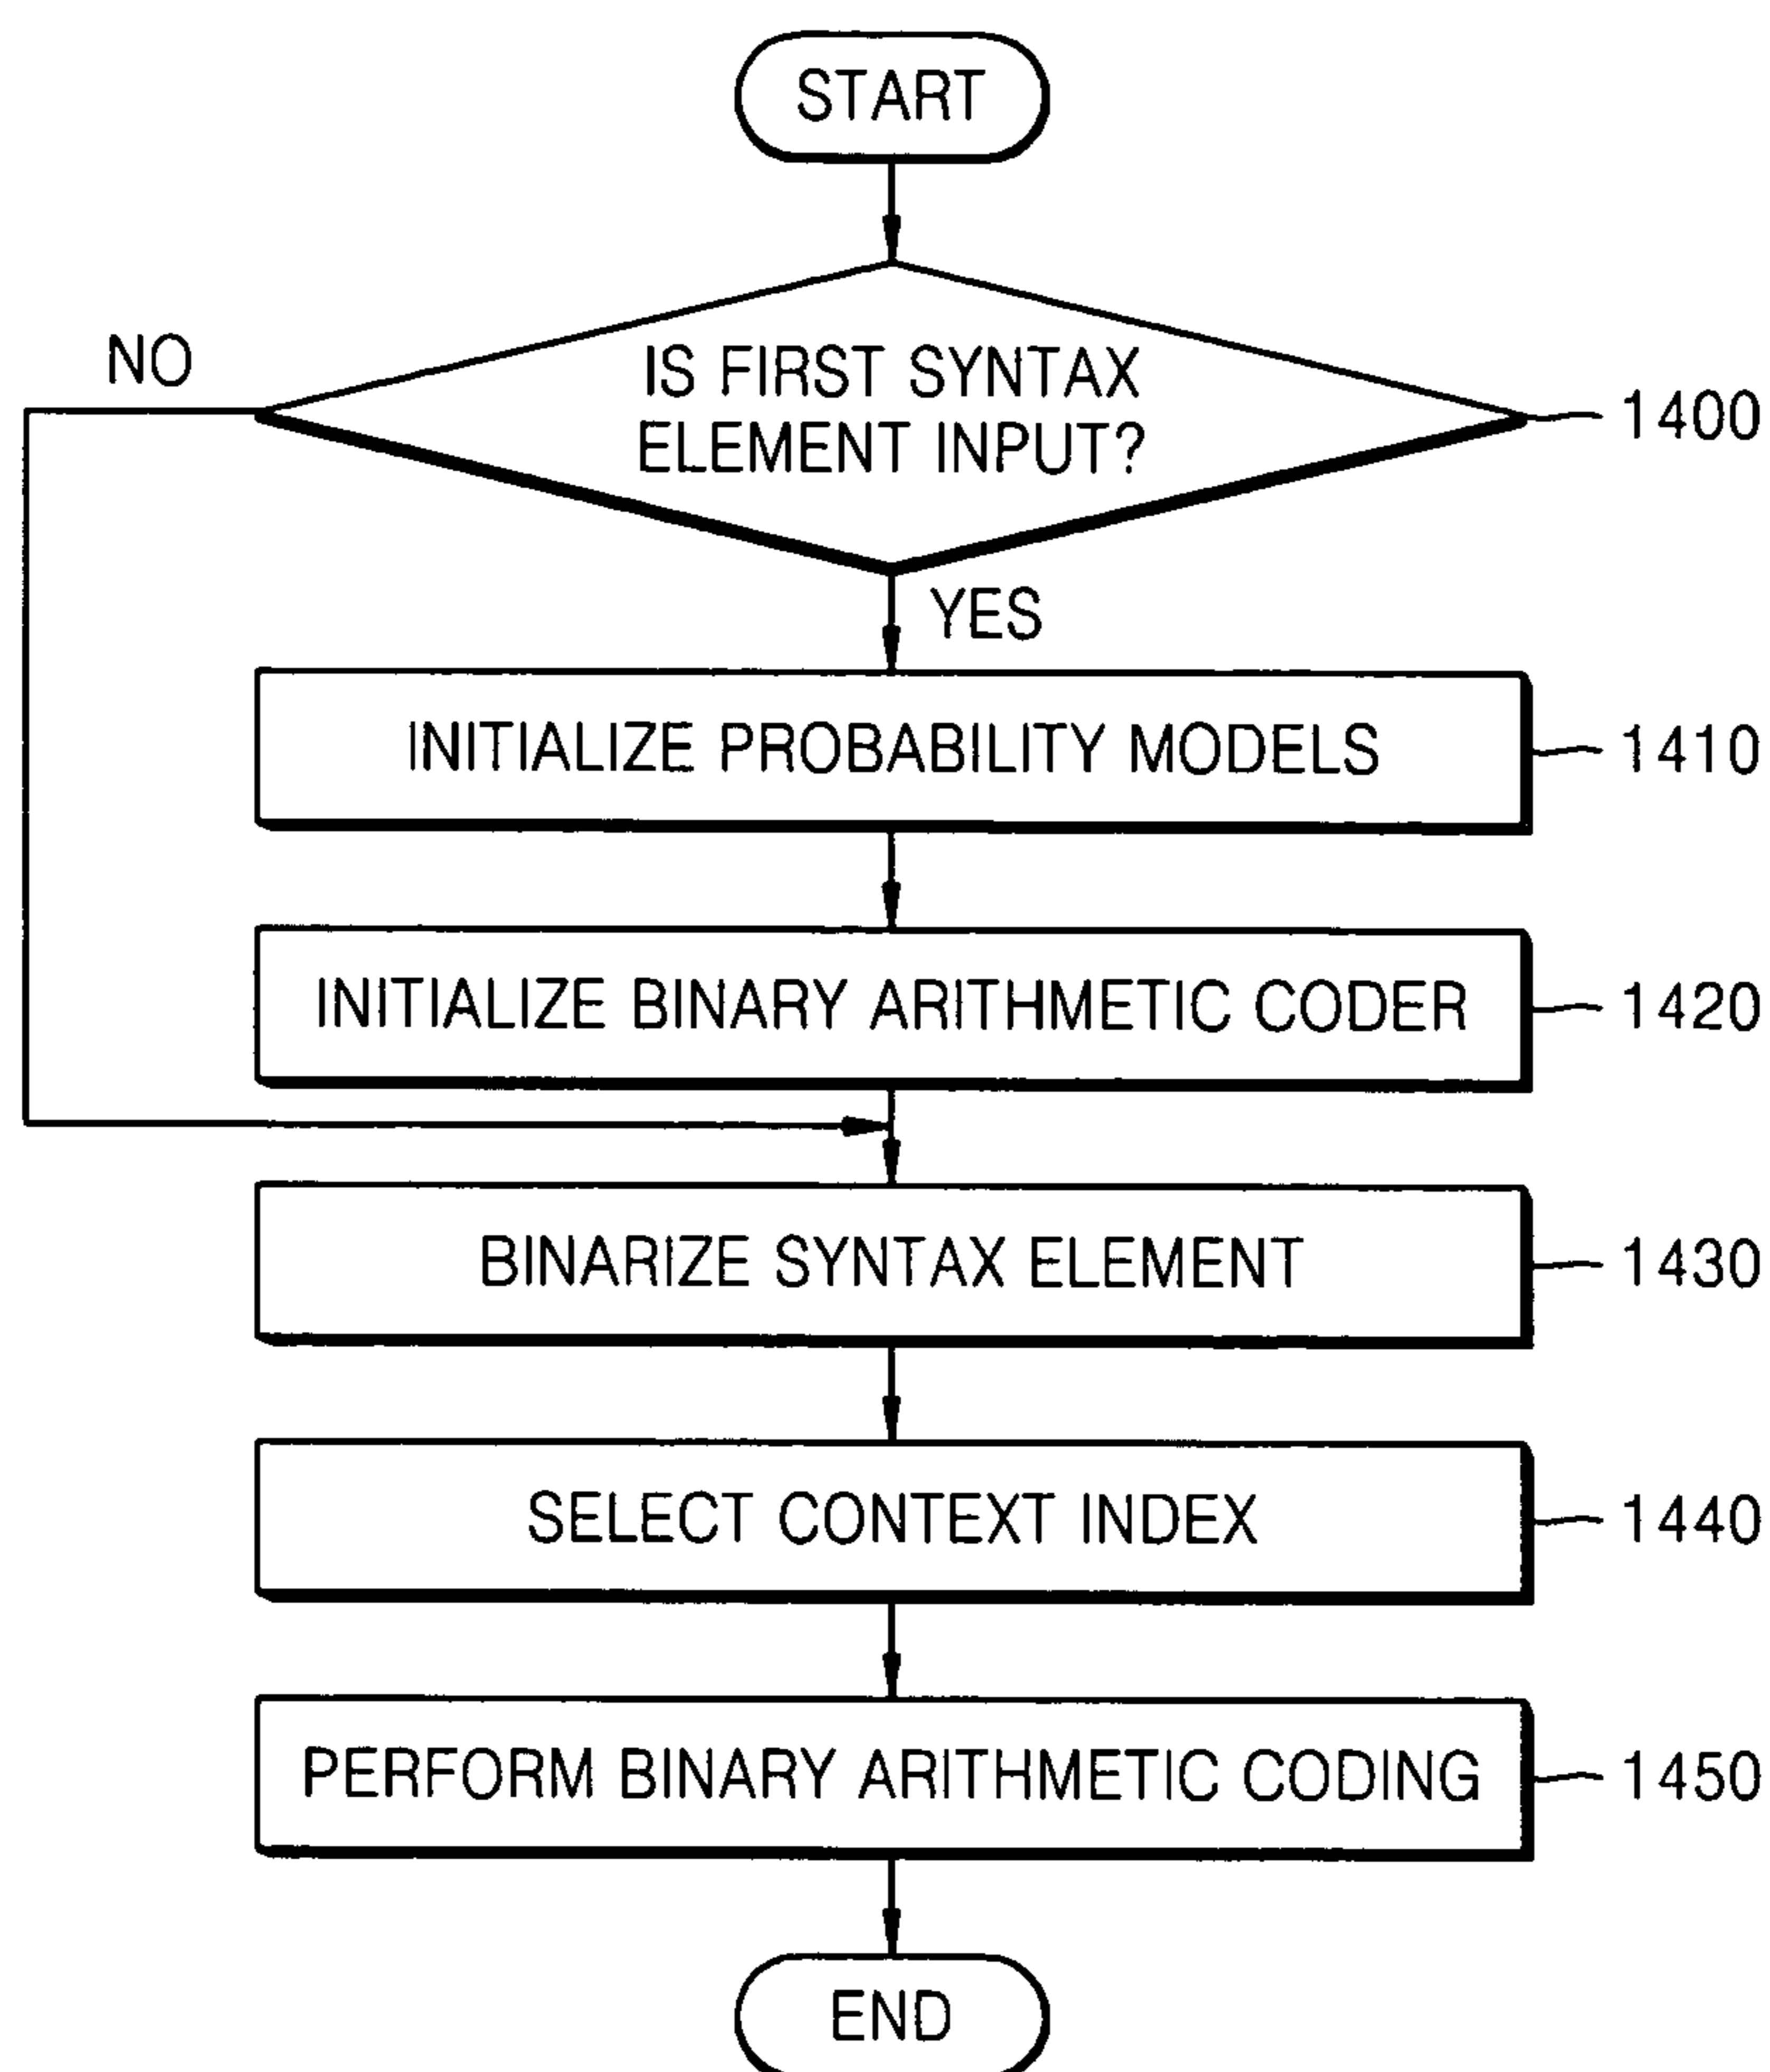 START
NO
IS FIRST SYNTAX
ELEMENT INPUT?
1400
YES
INITIALIZE PROBABILITY MODELS
1410
INITIALIZE BINARY ARITHMETIC CODER
1420
BINARIZE SYNTAX ELEMENT
1430
SELECT CONTEXT INDEX
1440
PERFORM BINARY ARITHMETIC CODING
1450
END